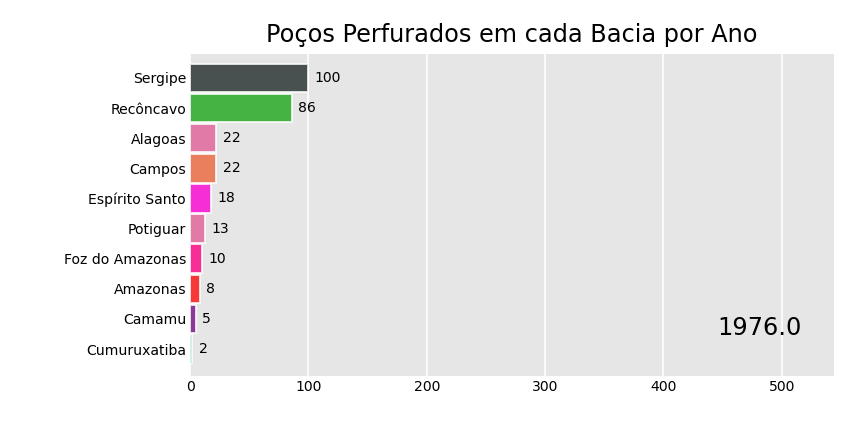 Poços Perfurados em cada Bacia por Ano
Sergipe 100
Recôncavo 86
Alagoas 22
Campos 22
Espírito Santo 18
Potiguar 13
Foz do Amazonas 10
Amazonas 8
Camamu 5
1976.0
Cumuruxatiba 2
0 100 200 300 400 500